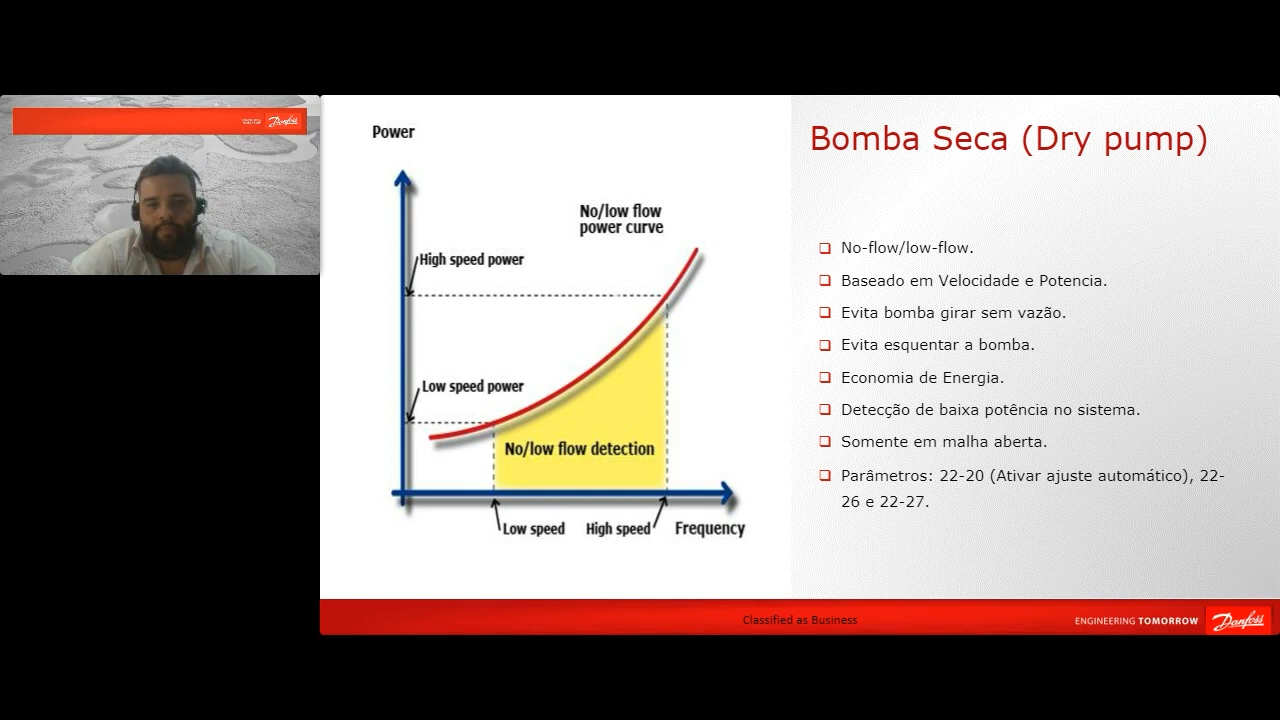 Danfoss
Power
No/low flow
power curve
High speed power
Low speed power
No/low flow detection
Low speed
High speed
Frequency
Bomba Seca (Dry pump)
No-flow/low-flow.
Baseado em Velocidade e Potencia.
Evita bomba girar sem vazão.
Evita esquentar a bomba.
Economia de Energia.
Detecção de baixa potência no sistema.
Somente em malha aberta.
Parâmetros: 22-20 (Ativar ajuste automático), 22-
26 e 22-27.
Classified as Business
ENGINEERING TOMORROW
Danfoss